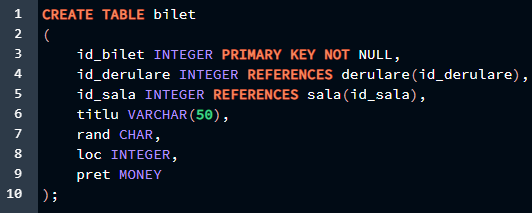 1 CREATE TABLE bilet
2 (
3 id_bilet INTEGER PRIMARY KEY NOT NULL,
4 id_derulare INTEGER REFERENCES derulare(id_derulare),
5 id_sala INTEGER REFERENCES sala(id_sala),
6 titlu VARCHAR(50),
7 rand CHAR,
8 loc INTEGER,
9 pret MONEY
10 );